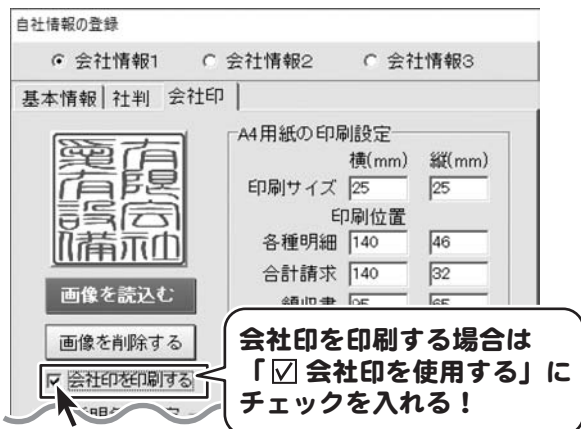 自社情報の登録
会社情報1 会社情報2 会社情報3
基本情報 社判 会社印
A4用紙の印刷設定
横(mm) 縦(mm)
印刷サイズ 25 25
印刷位置
各種明細 140 46
合計請求 140 32
領収書 95 65
画像を読込む
画像を削除する
会社印を印刷する
会社印を印刷する場合は
「☑ 会社印を使用する」に
チェックを入れる！